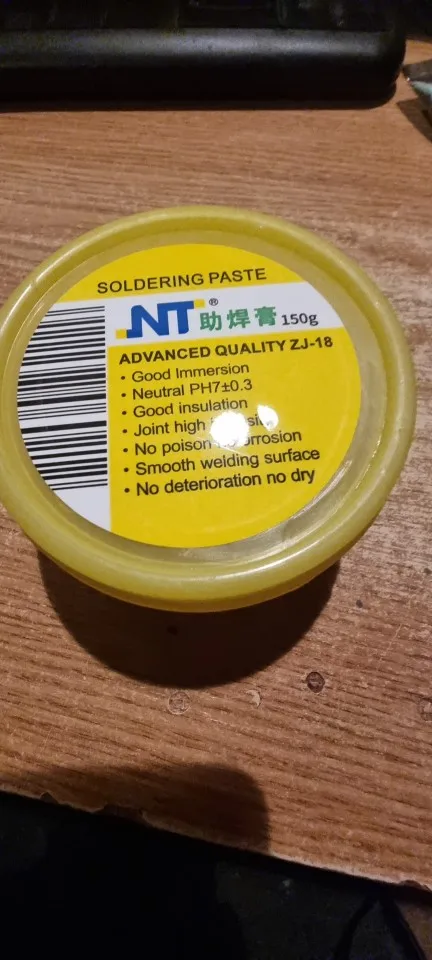 SOLDERING PASTE
NT® 助焊膏 150g
ADVANCED QUALITY ZJ-18
• Good Immersion
• Neutral PH7±0.3
• Good insulation
• Joint high
• No poison
• Smooth welding surface
• No deterioration no dry